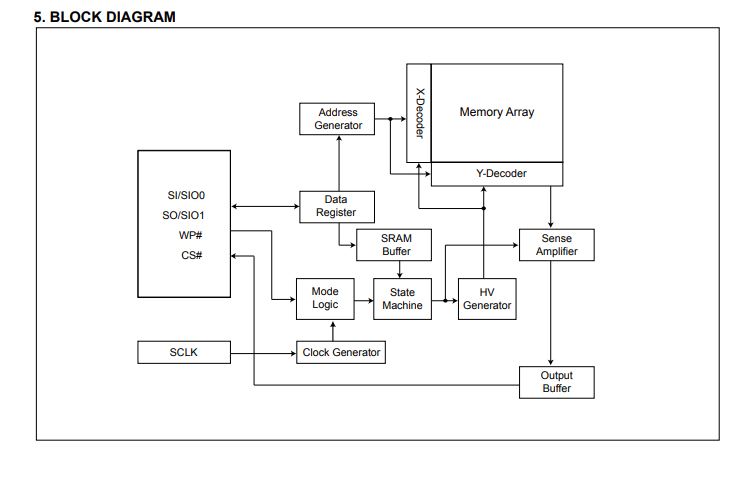 5. BLOCK DIAGRAM
Address
Generator
X-Decoder
Memory Array
Y-Decoder
SI/SIO0
SO/SIO1
WP#
CS#
Data
Register
SRAM
Buffer
Sense
Amplifier
Mode
Logic
State
Machine
HV
Generator
SCLK
Clock Generator
Output
Buffer